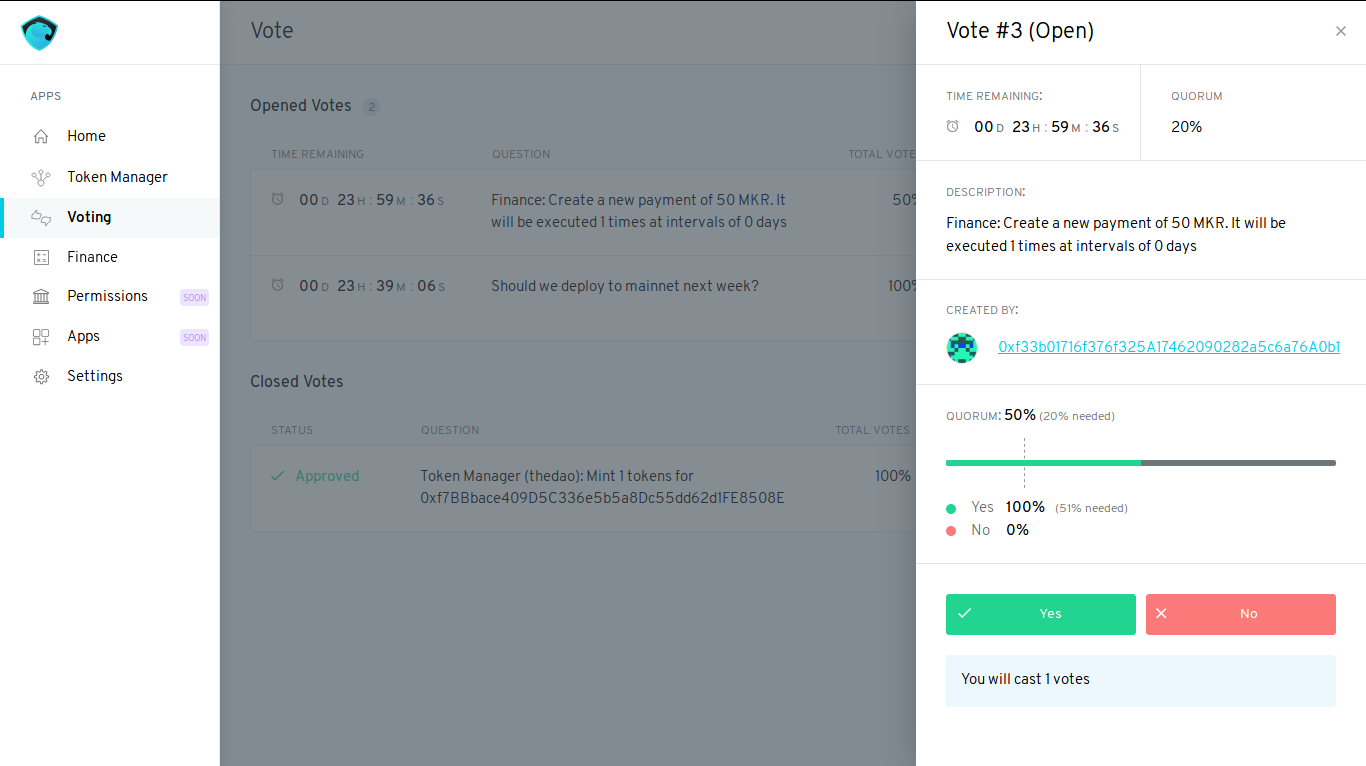 APPS
Home
Token Manager
Voting
Finance
Permissions SOON
Apps SOON
Settings
Vote
Opened Votes 2
TIME REMAINING QUESTION TOTAL VOTE
00 D 23 H : 59 M : 36 S Finance: Create a new payment of 50 MKR. It 50%
will be executed 1 times at intervals of 0 days
00 D 23 H : 39 M : 06 S Should we deploy to mainnet next week? 100%
Closed Votes
STATUS QUESTION TOTAL VOTES
Approved Token Manager (thedao): Mint 1 tokens for 100%
0xf7BBbace409D5C336e5b5a8Dc55dd62d1FE8508E
Vote #3 (Open)
TIME REMAINING: QUORUM
00 D 23 H : 59 M : 36 S 20%
DESCRIPTION:
Finance: Create a new payment of 50 MKR. It will be
executed 1 times at intervals of 0 days
CREATED BY:
0xf33b01716f376f325A17462090282a5c6a76A0b1
QUORUM: 50% (20% needed)
Yes 100% (51% needed)
No 0%
Yes No
You will cast 1 votes